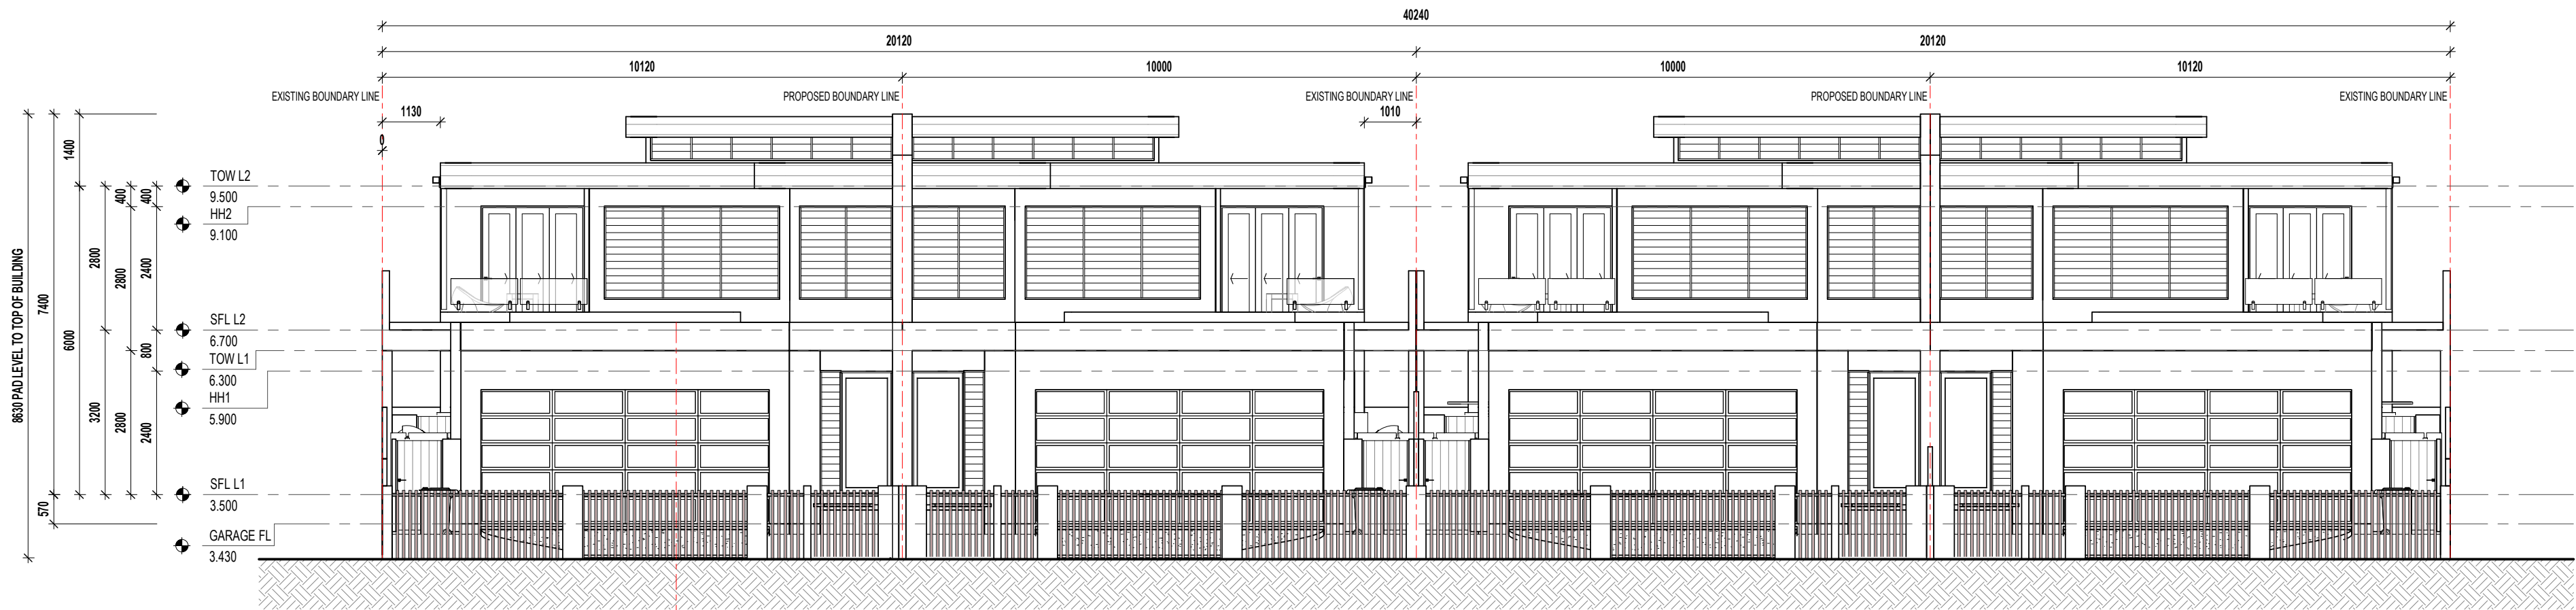 40240
20120
20120
10120
10000
10000
10120
EXISTING BOUNDARY LINE
PROPOSED BOUNDARY LINE
EXISTING BOUNDARY LINE
PROPOSED BOUNDARY LINE
EXISTING BOUNDARY LINE
1130
1010
0
8630 PAD LEVEL TO TOP OF BUILDING
7400
570
1400
6000
2800
3200
400
2800
2800
400
2400
800
2400
TOW L2
9.500
HH2
9.100
SFL L2
6.700
TOW L1
6.300
HH1
5.900
SFL L1
3.500
GARAGE FL
3.430